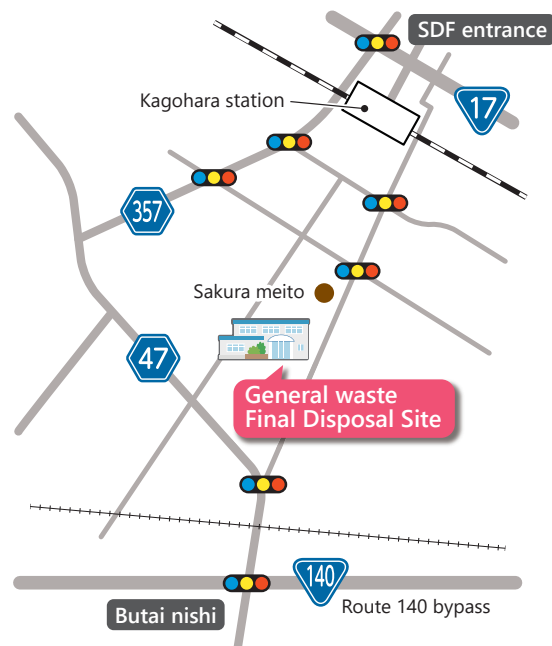 SDF entrance
17
Kagohara station
357
Sakura meito
47
General waste
Final Disposal Site
140
Route 140 bypass
Butai nishi